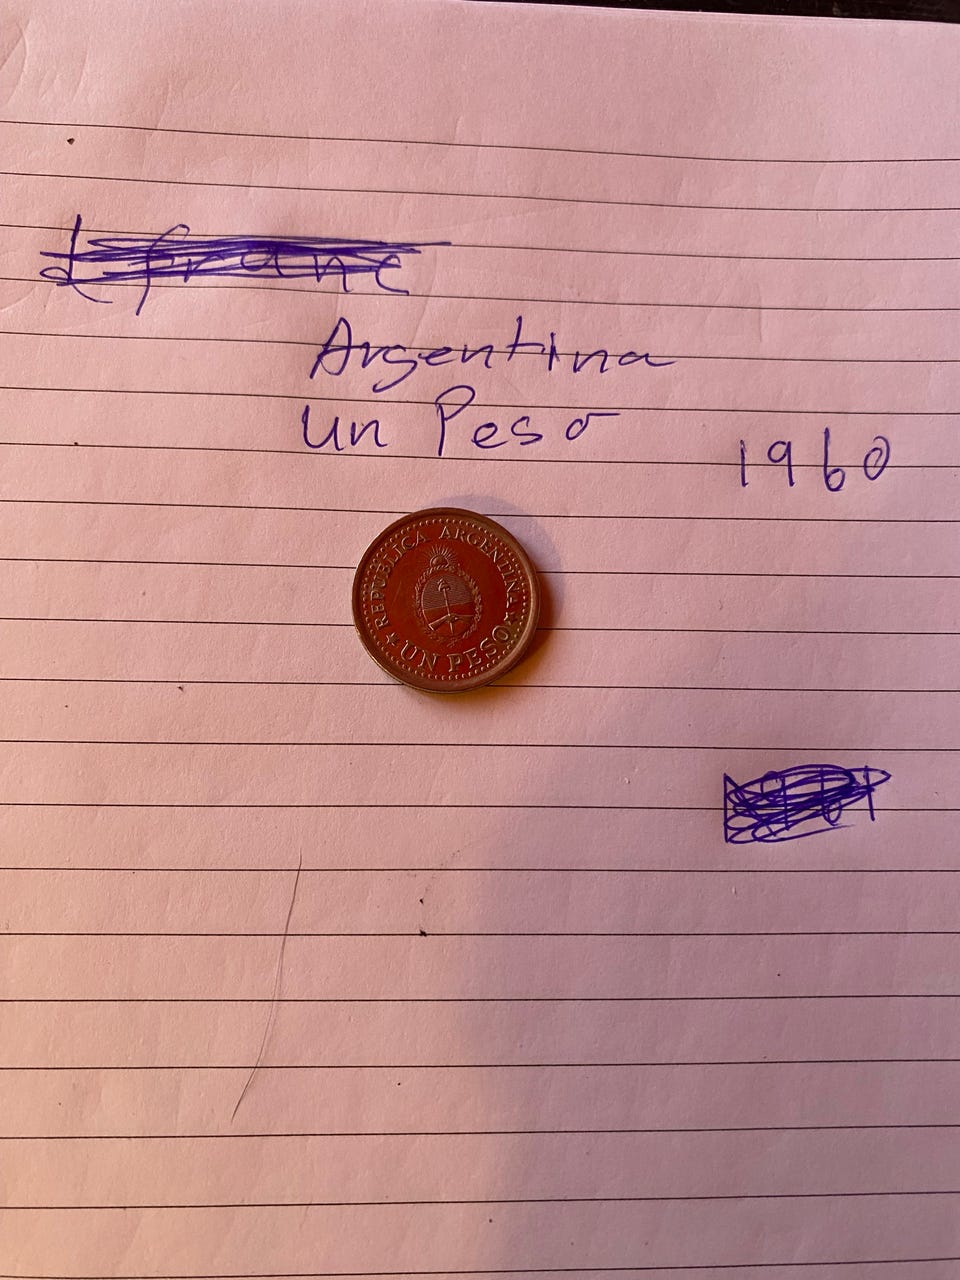 Argentina
un Peso
1960
REPUBLICA ARGENTINA
UN PESO